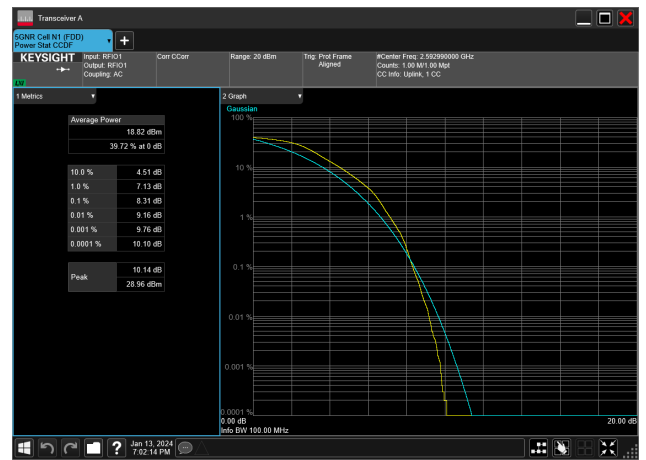 Transceiver A
5GNR Cell N1 (FDD)
Power Stat CCDF
KEYSIGHT
Input: RFIO1
Output: RFIO1
Coupling: AC
Corr CCorr
Range: 20 dBm
Trig: Prot Frame
Aligned
#Center Freq: 2.592990000 GHz
Counts: 1.00 M/1.00 Mpt
CC Info: Uplink, 1 CC
1 Metrics
Average Power
18.82 dBm
39.72 % at 0 dB
10.0 % 4.51 dB
1.0 % 7.13 dB
0.1 % 8.31 dB
0.01 % 9.16 dB
0.001 % 9.76 dB
0.0001 % 10.10 dB
Peak
10.14 dB
28.96 dBm
2 Graph
Gaussian
100 %
10 %
1 %
0.1 %
0.01 %
0.001 %
0.0001 %
0.00 dB
20.00 dB
Info BW 100.00 MHz
Jan 13, 2024
7:02:14 PM